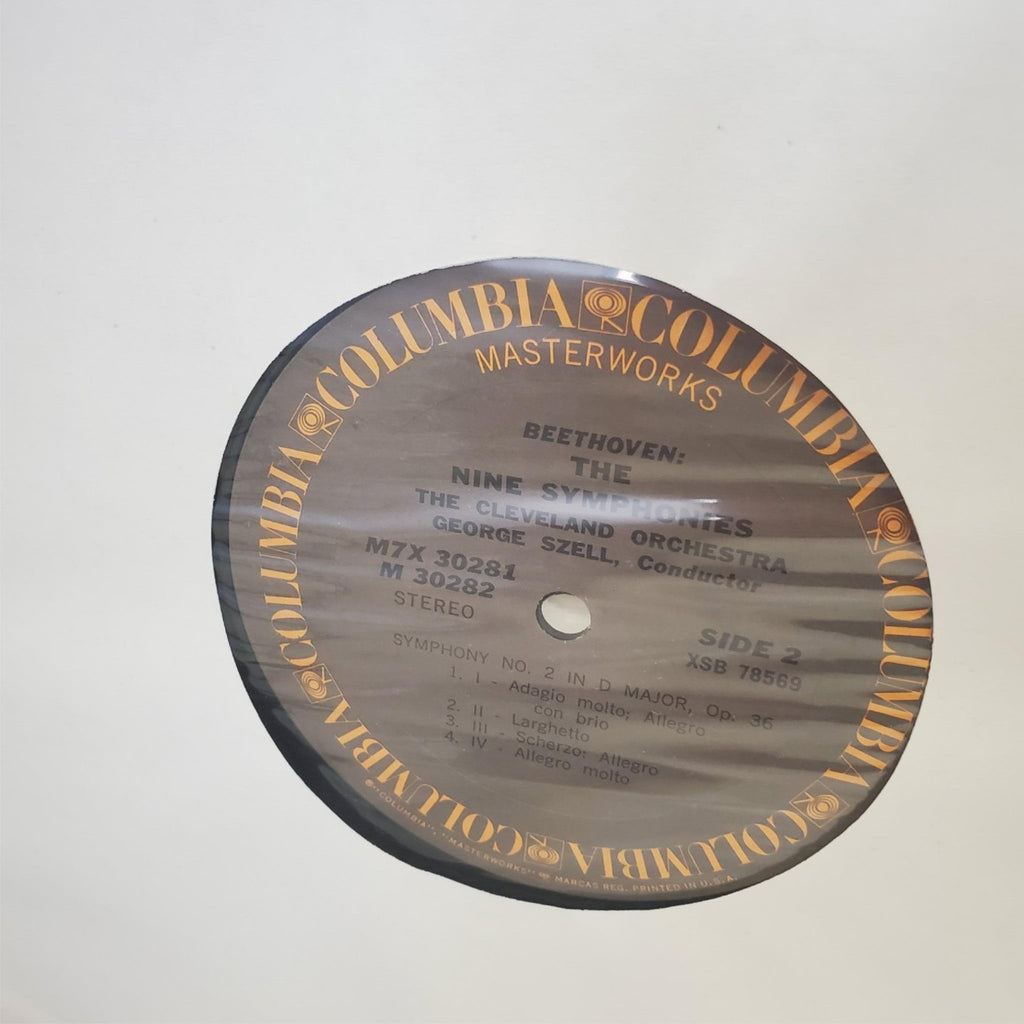 COLUMBIA COLUMBIA COLUMBIA COLUMBIA COLUMBIA COLUMBIA COLUMBIA
MASTERWORKS
BEETHOVEN:
THE
NINE SYMPHONIES
THE CLEVELAND ORCHESTRA
GEORGE SZELL, Conductor
M7X 30281
M 30282
STEREO
SIDE 2
XSB 78569
SYMPHONY NO. 2 IN D MAJOR, Op. 36
1. I - Adagio molto; Allegro
con brio
2. II - Larghetto
3. III - Scherzo: Allegro
4. IV - Allegro molto
®"COLUMBIA", "MASTERWORKS" MARCAS REG. PRINTED IN U.S.A.